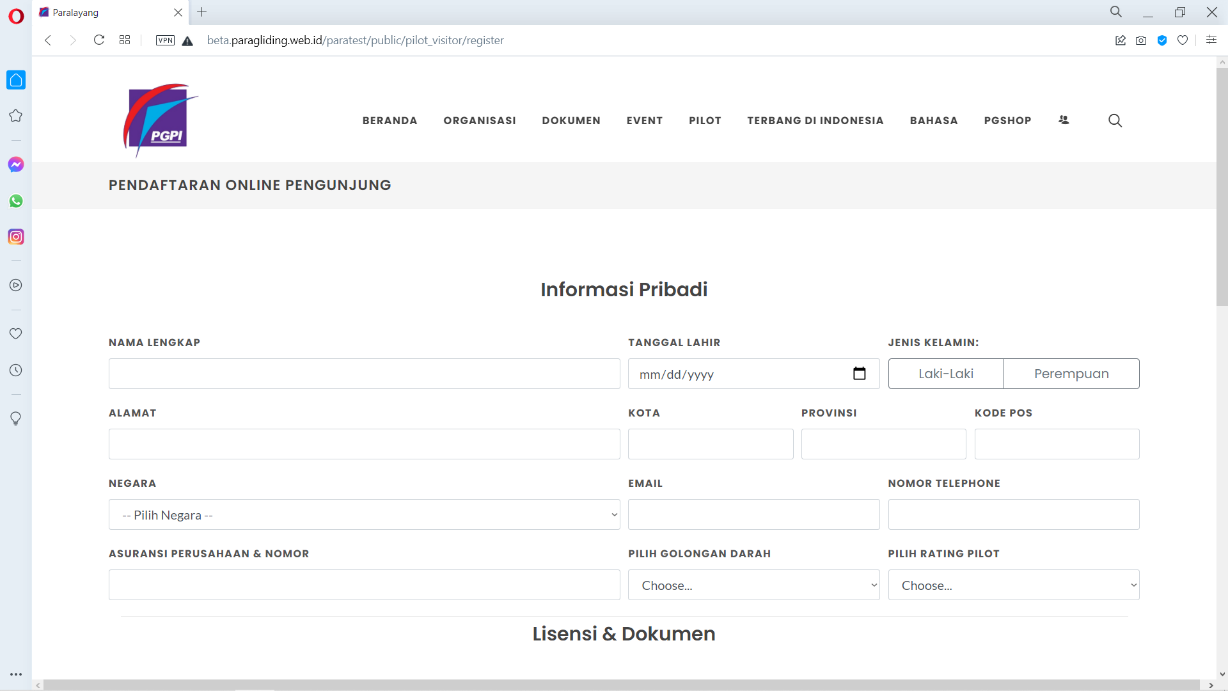 Paralayang
VPN
beta.paragliding.web.id/paratest/public/pilot_visitor/register
PGPI
BERANDA ORGANISASI DOKUMEN EVENT PILOT TERBANG DI INDONESIA BAHASA PGSHOP
PENDAFTARAN ONLINE PENGUNJUNG
Informasi Pribadi
NAMA LENGKAP TANGGAL LAHIR JENIS KELAMIN:
mm/dd/yyyy Laki-Laki Perempuan
ALAMAT KOTA PROVINSI KODE POS
NEGARA EMAIL NOMOR TELEPHONE
-- Pilih Negara --
ASURANSI PERUSAHAAN & NOMOR PILIH GOLONGAN DARAH PILIH RATING PILOT
Choose... Choose...
Lisensi & Dokumen